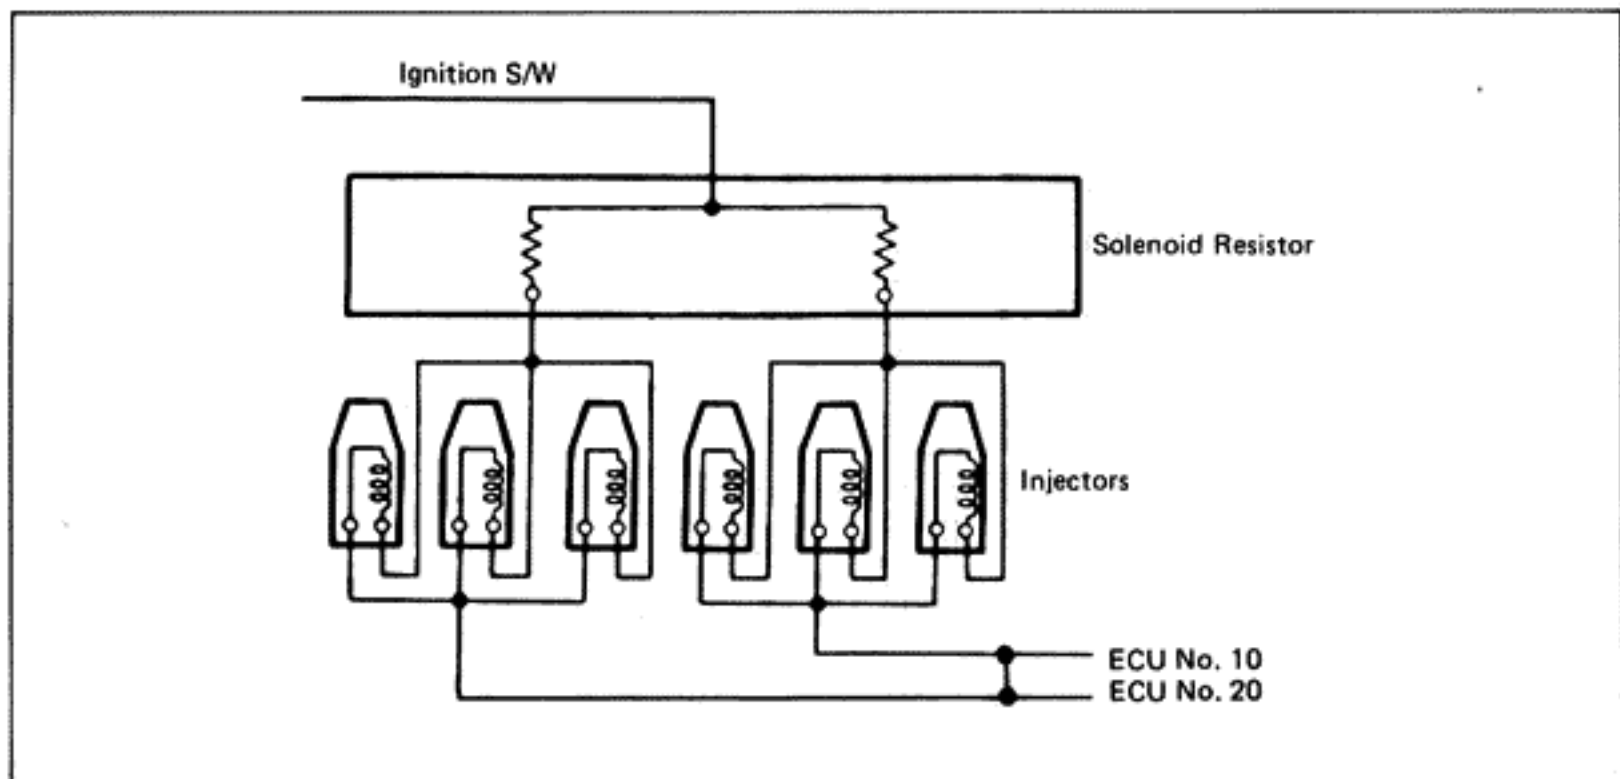 Ignition S/W
Solenoid Resistor
Injectors
ECU No. 10
ECU No. 20